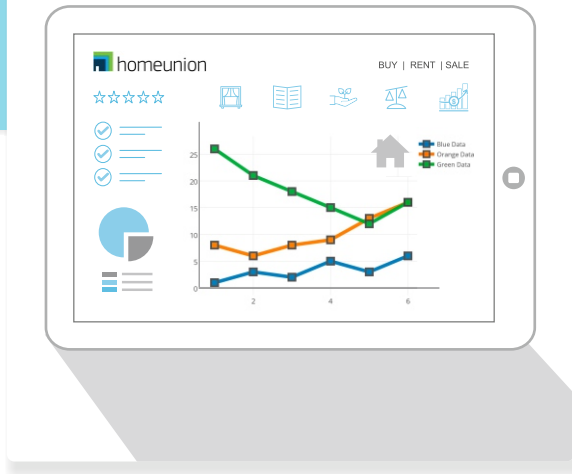 homeunion
BUY | RENT | SALE
Blue Data
Orange Data
Green Data
25
20
15
10
5
0
2
4
6